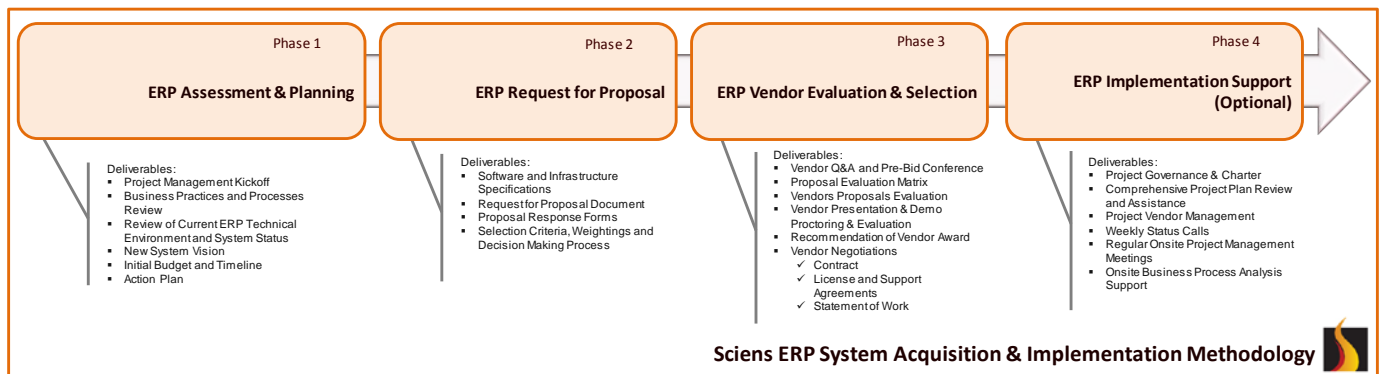 Phase 1
ERP Assessment & Planning
Deliverables:
▪ Project Management Kickoff
▪ Business Practices and Processes
Review
▪ Review of Current ERP Technical
Environment and System Status
▪ New System Vision
▪ Initial Budget and Timeline
▪ Action Plan
Phase 2
ERP Request for Proposal
Deliverables:
▪ Software and Infrastructure
Specifications
▪ Request for Proposal Document
▪ Proposal Response Forms
▪ Selection Criteria, Weightings and
Decision Making Process
Phase 3
ERP Vendor Evaluation & Selection
Deliverables:
▪ Vendor Q&A and Pre-Bid Conference
▪ Proposal Evaluation Matrix
▪ Vendors Proposals Evaluation
▪ Vendor Presentation & Demo
Proctoring & Evaluation
▪ Recommendation of Vendor Award
▪ Vendor Negotiations
✓ Contract
✓ License and Support
Agreements
✓ Statement of Work
Phase 4
ERP Implementation Support
(Optional)
Deliverables:
▪ Project Governance & Charter
▪ Comprehensive Project Plan Review
and Assistance
▪ Project Vendor Management
▪ Weekly Status Calls
▪ Regular Onsite Project Management
Meetings
▪ Onsite Business Process Analysis
Support
Sciens ERP System Acquisition & Implementation Methodology